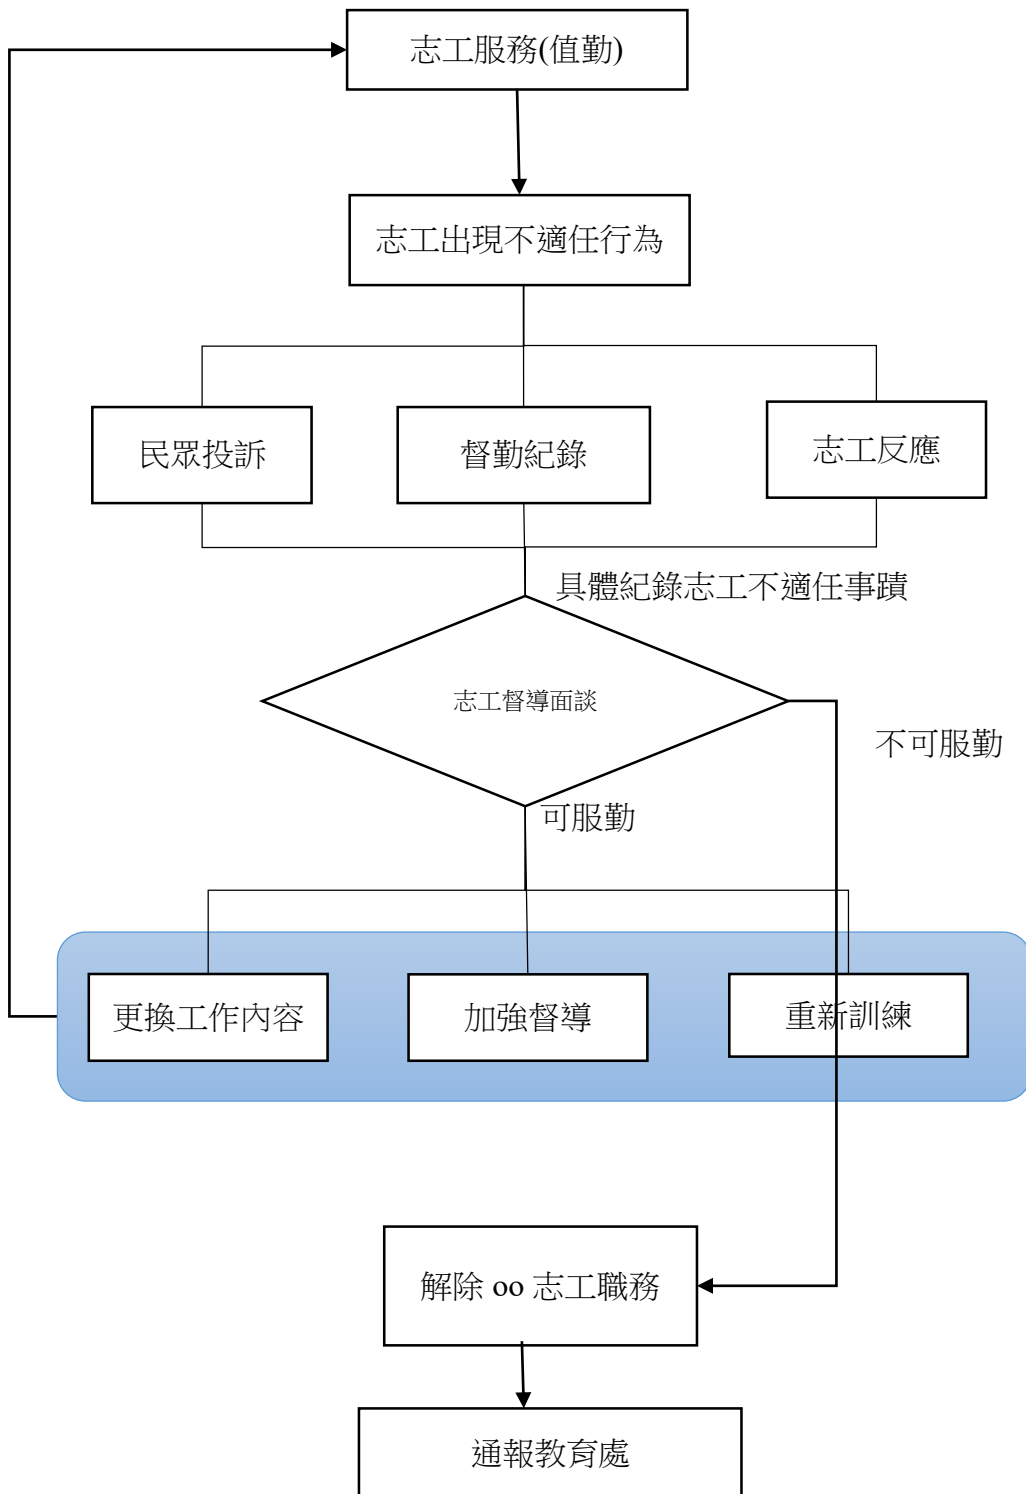 志工服務(值勤)
志工出現不適任行為
民眾投訴
督勤紀錄
志工反應
具體紀錄志工不適任事蹟
志工督導面談
不可服勤
可服勤
更換工作內容
加強督導
重新訓練
解除 oo 志工職務
通報教育處